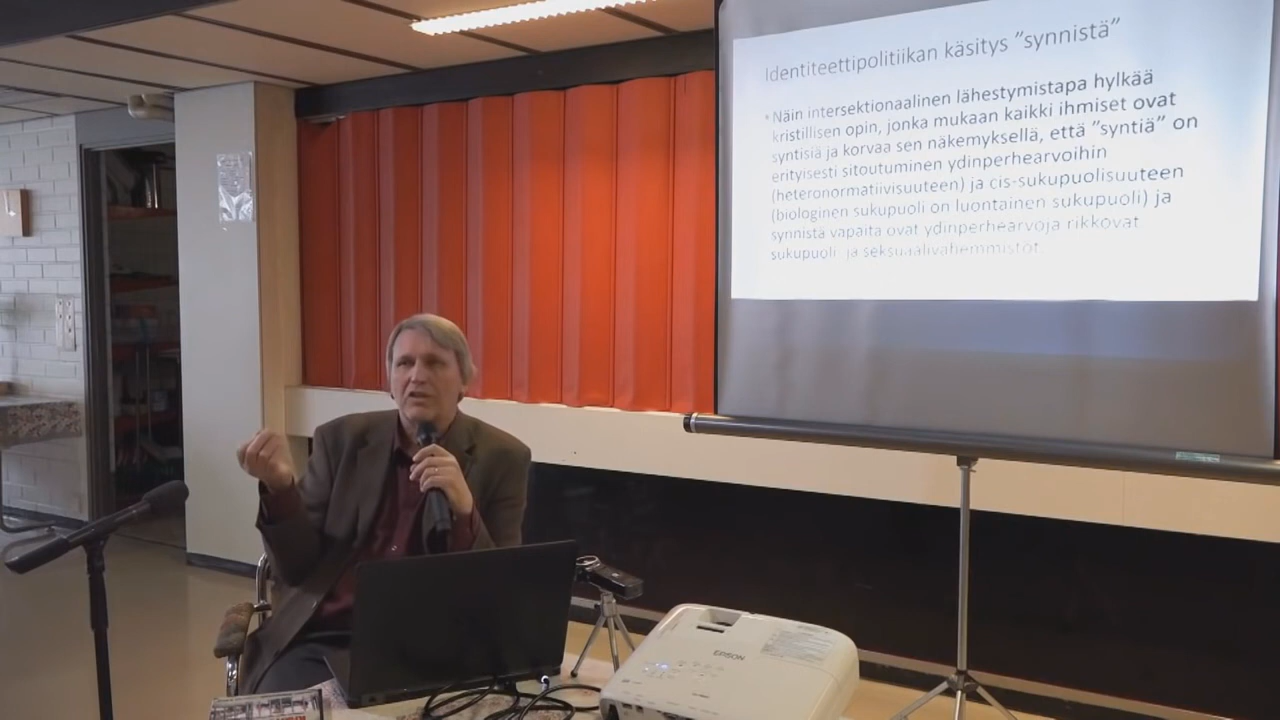 Identiteettipolitiikan käsitys ”synnistä”
• Näin intersektionaalinen lähestymistapa hylkää
kristillisen opin, jonka mukaan kaikki ihmiset ovat
syntisiä ja korvaa sen näkemyksellä, että ”syntiä” on
erityisesti sitoutuminen ydinperhearvoihin
(heteronormatiivisuuteen) ja cis-sukupuolisuuteen
(biologinen sukupuoli on luontainen sukupuoli) ja
synnistä vapaita ovat ydinperhearvoja rikkovat
sukupuoli- ja seksuaalivähemmistöt.
EPSON